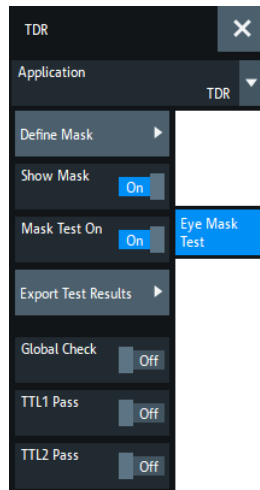 TDR
Application
TDR
Define Mask
Show Mask
On
Mask Test On
On
Eye Mask
Test
Export Test Results
Global Check
Off
TTL1 Pass
Off
TTL2 Pass
Off